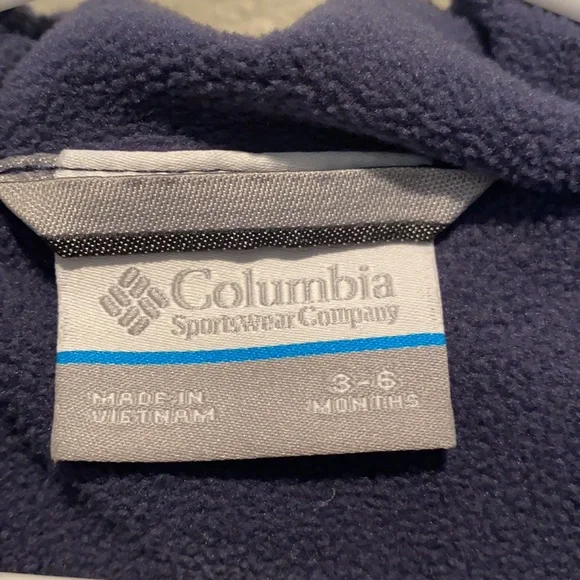 Columbia
Sportswear Company
MADE IN
VIETNAM
3-6
MONTHS